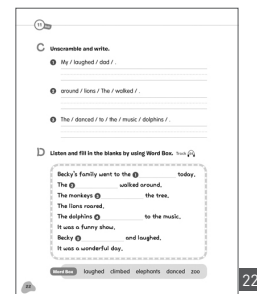 11
C Unscramble and write.
1 My / laughed / dad / .
2 around / lions / The / walked / .
3 The / danced / to / the / music / dolphins / .
D Listen and fill in the blanks by using Word Box.
Becky's family went to the 1 today.
The 2 walked around.
The monkeys 3 the tree.
The lions roared.
The dolphins 4 to the music.
It was a funny show.
Becky 5 and laughed.
It was a wonderful day.
Word Box laughed climbed elephants danced zoo
22
22